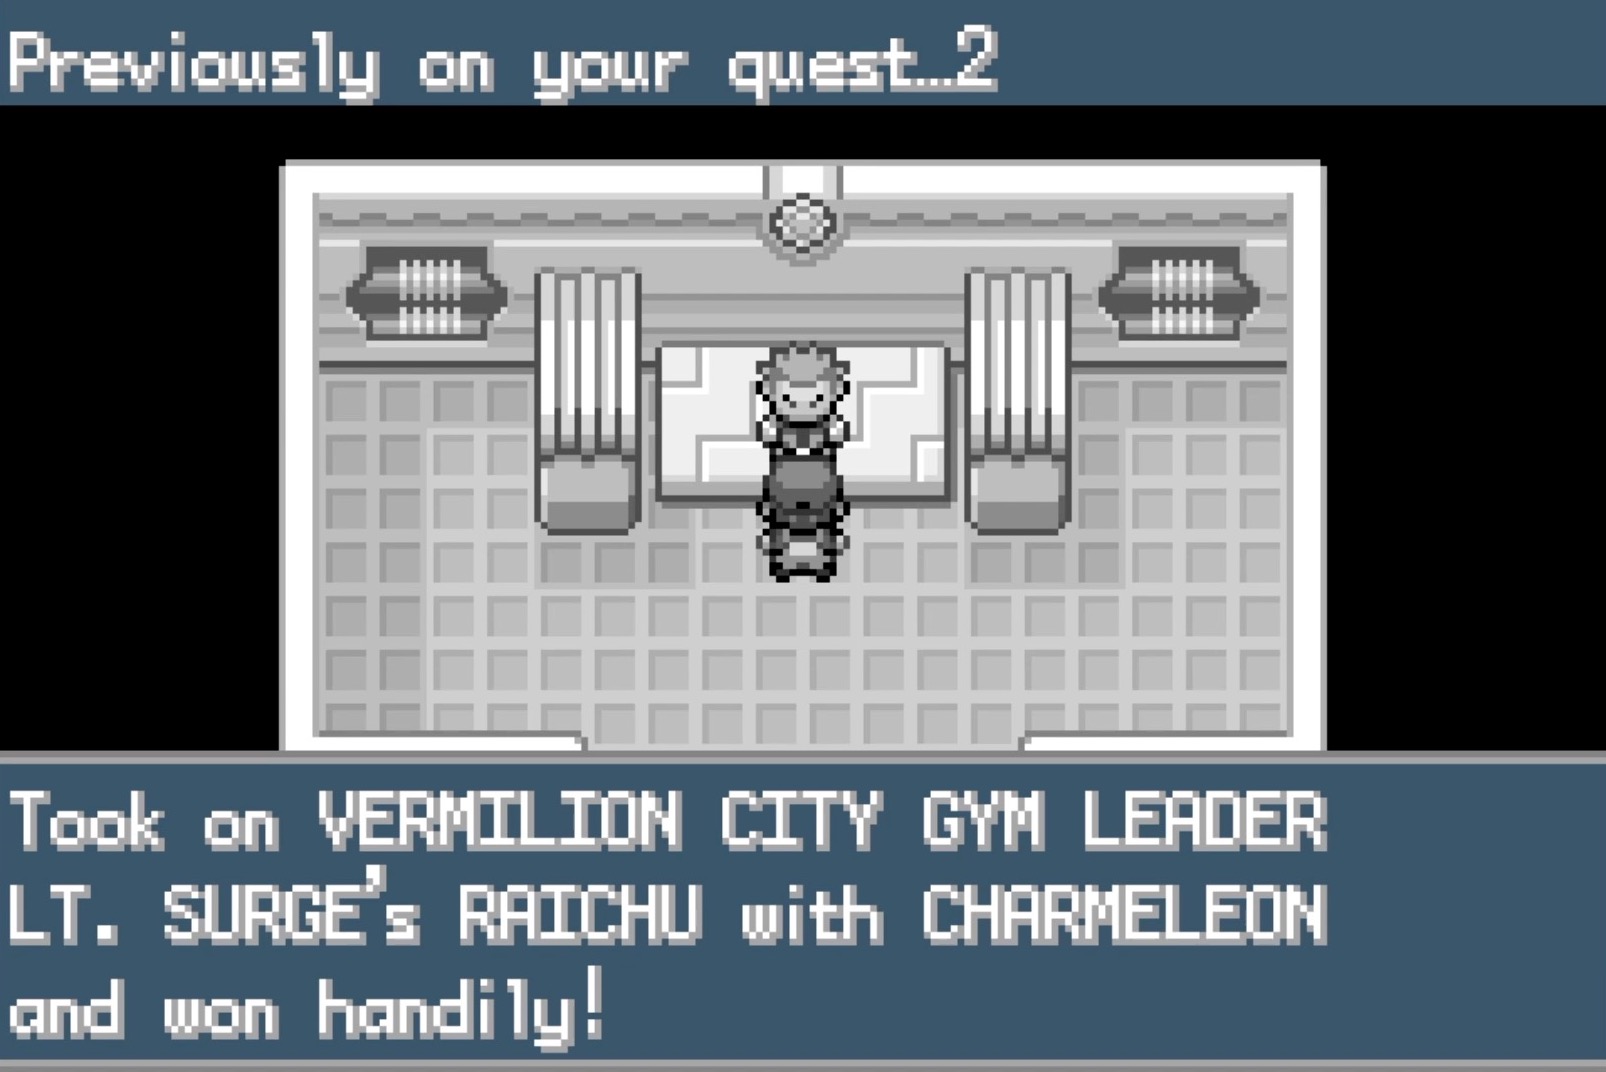 Previously on your quest…2
Took on VERMILION CITY GYM LEADER
LT. SURGE's RAICHU with CHARMELEON
and won handily!